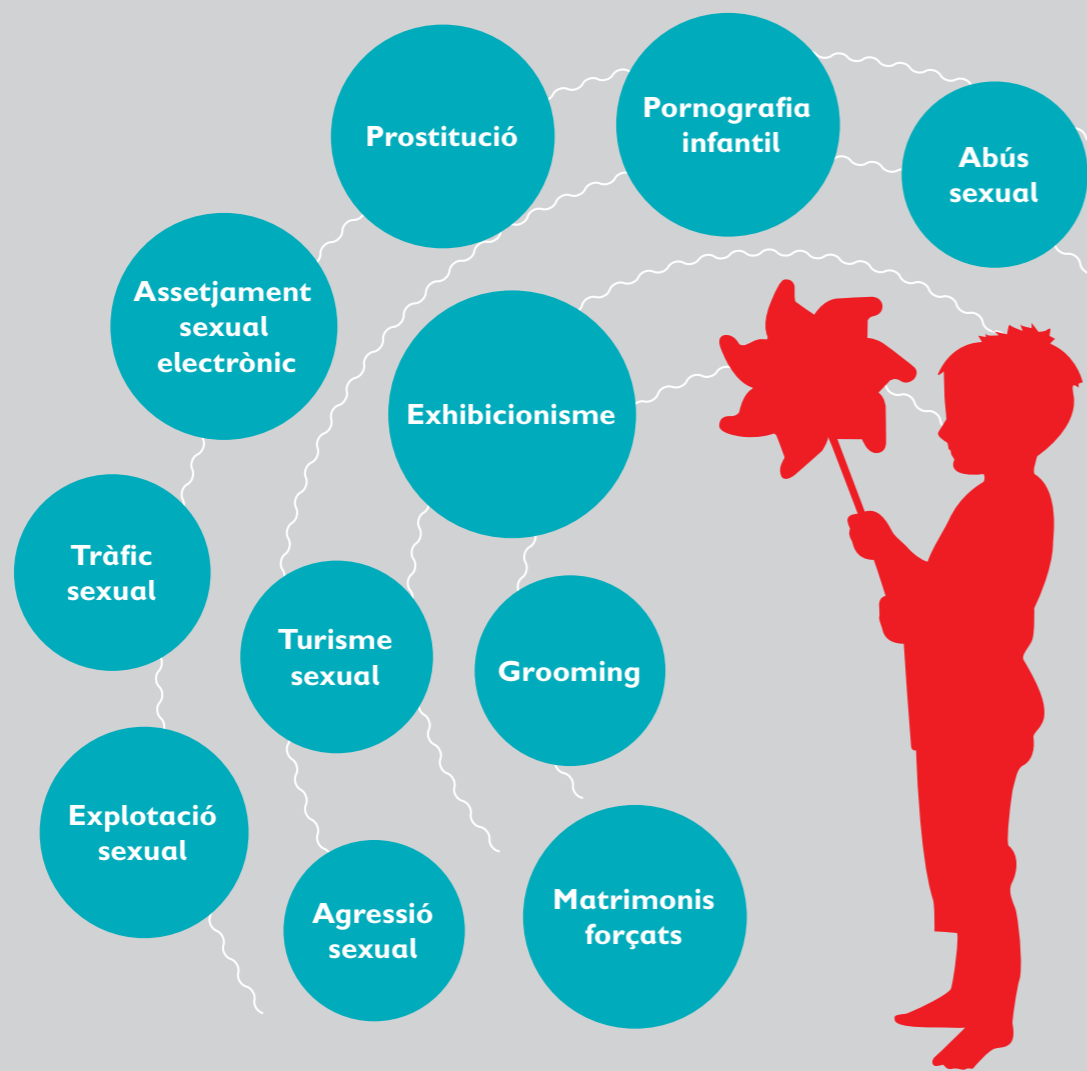 Prostitució
Pornografia
infantil
Abús
sexual
Assetjament
sexual
electrònic
Exhibicionisme
Tràfic
sexual
Turisme
sexual
Grooming
Explotació
sexual
Agressió
sexual
Matrimonis
forçats